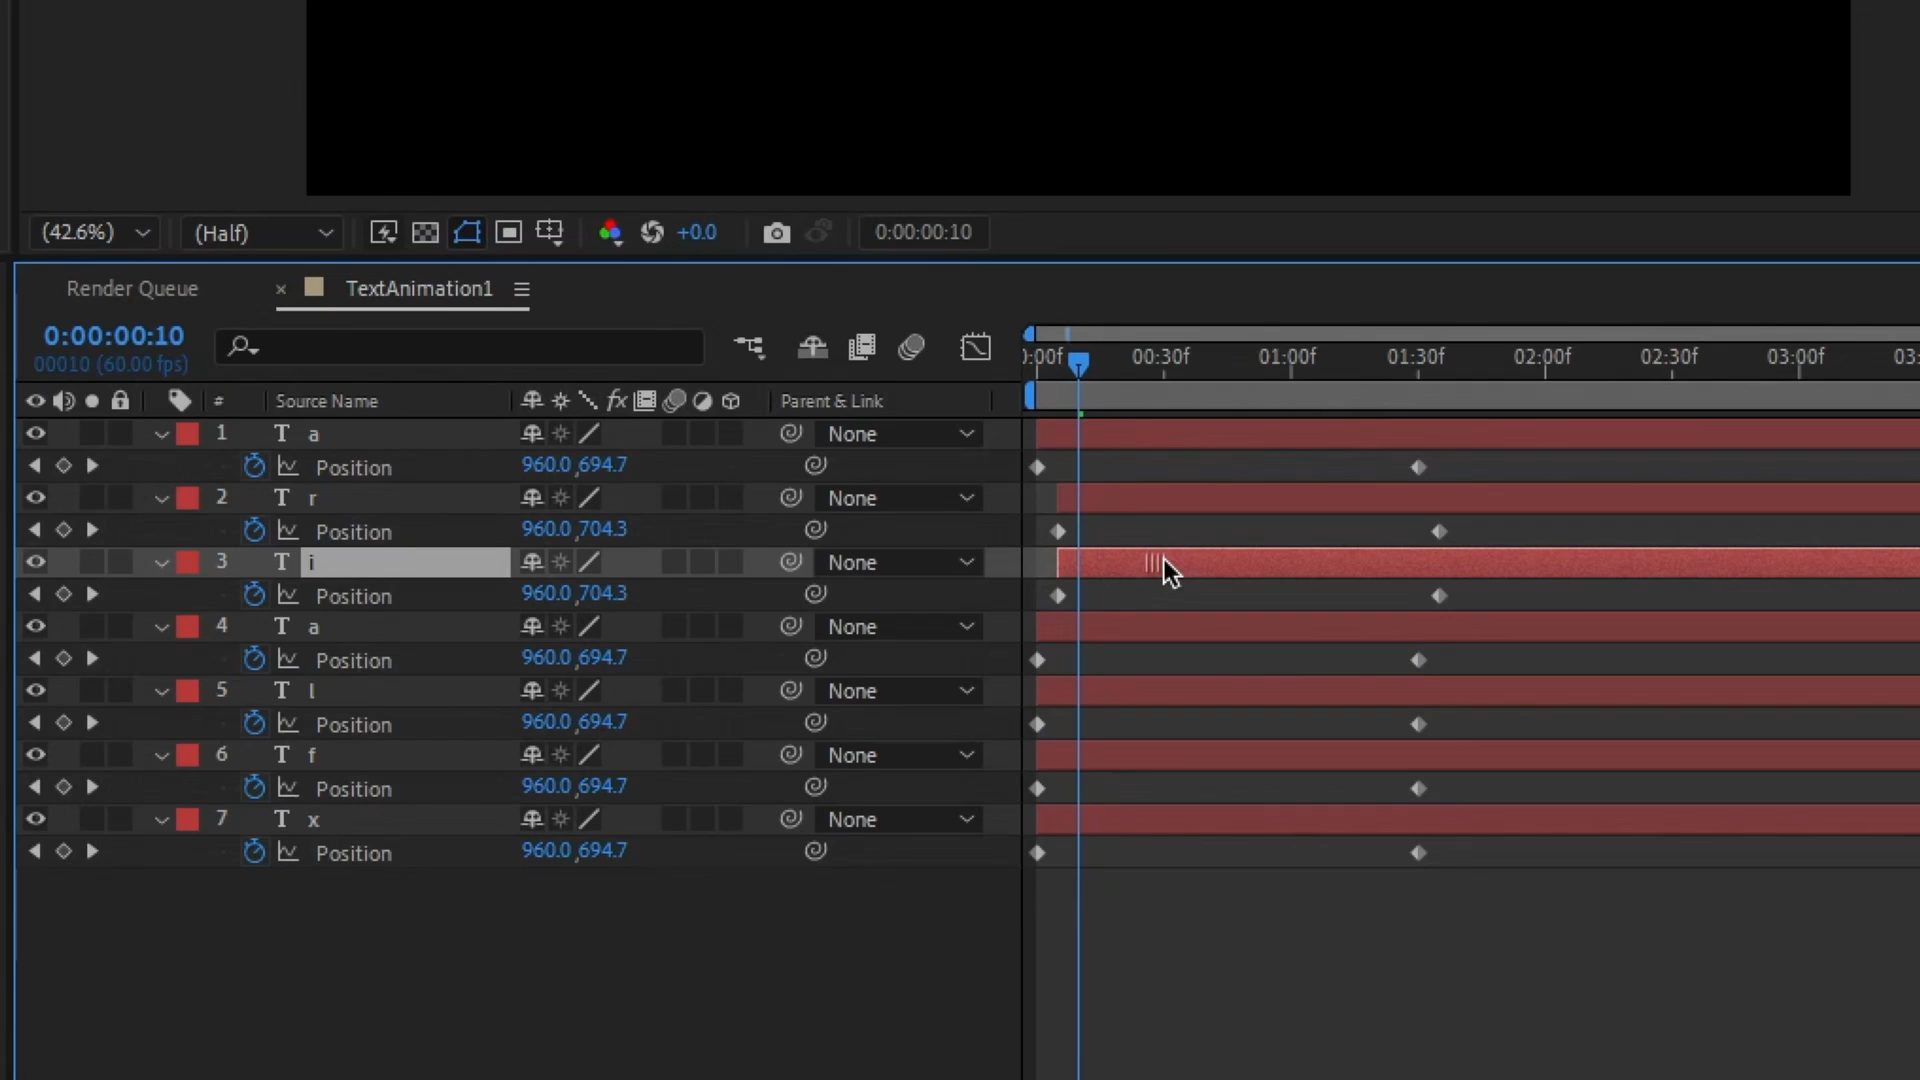 (42.6%) (Half) +0.0 0:00:00:10
Render Queue × TextAnimation1
0:00:00:10
00010 (60.00 fps)
0:00f 00:30f 01:00f 01:30f 02:00f 02:30f 03:00f 03:
# Source Name fx Parent & Link
1 T a None
Position 960.0,694.7
2 T r None
Position 960.0,704.3
3 T i None
Position 960.0,704.3
4 T a None
Position 960.0,694.7
5 T l None
Position 960.0,694.7
6 T f None
Position 960.0,694.7
7 T x None
Position 960.0,694.7